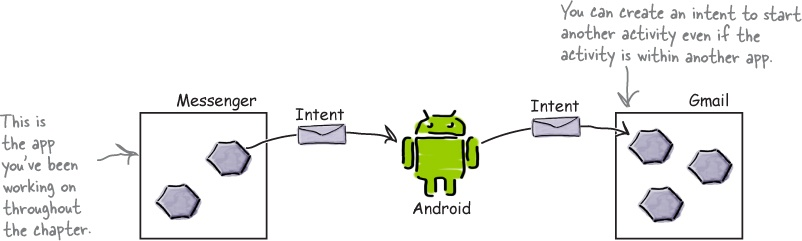 You can create an intent to start
another activity even if the
activity is within another app.
Messenger
Intent
Intent
Gmail
This is
the app
you've been
working on
throughout
the chapter.
Android